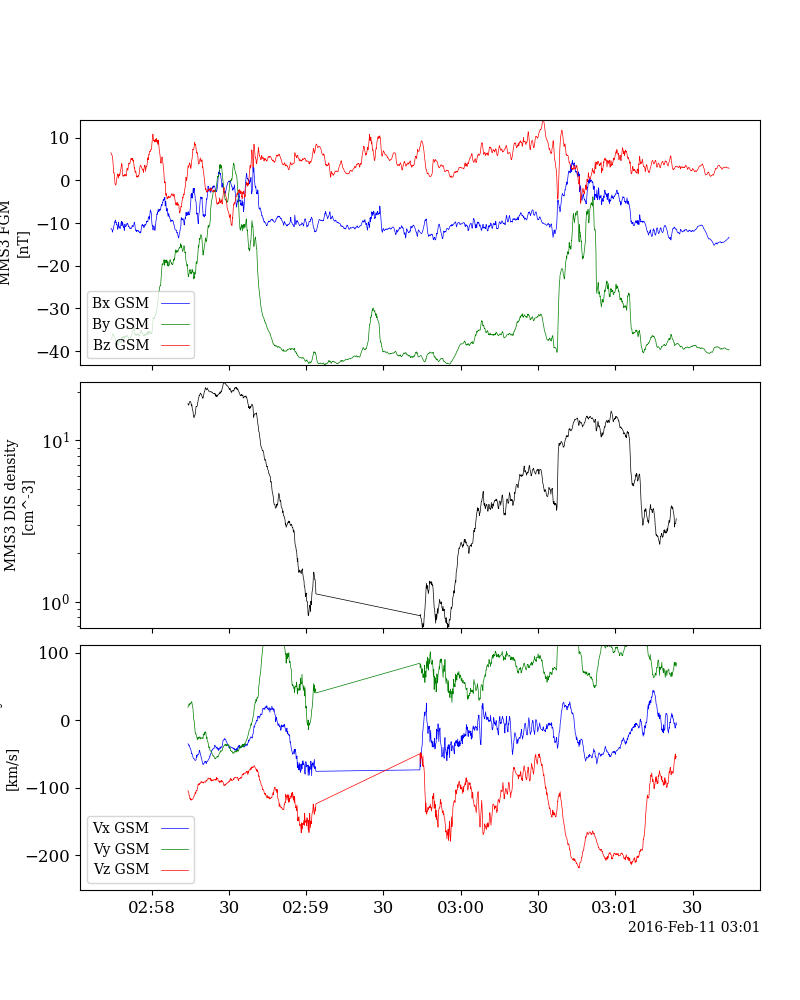 MMS3 FGM
[nT]
10
0
−10
−20
−30
−40
Bx GSM
By GSM
Bz GSM
MMS3 DIS density
[cm^-3]
10^1
10^0
[km/s]
100
0
−100
−200
Vx GSM
Vy GSM
Vz GSM
02:58 30 02:59 30 03:00 30 03:01 30
2016-Feb-11 03:01